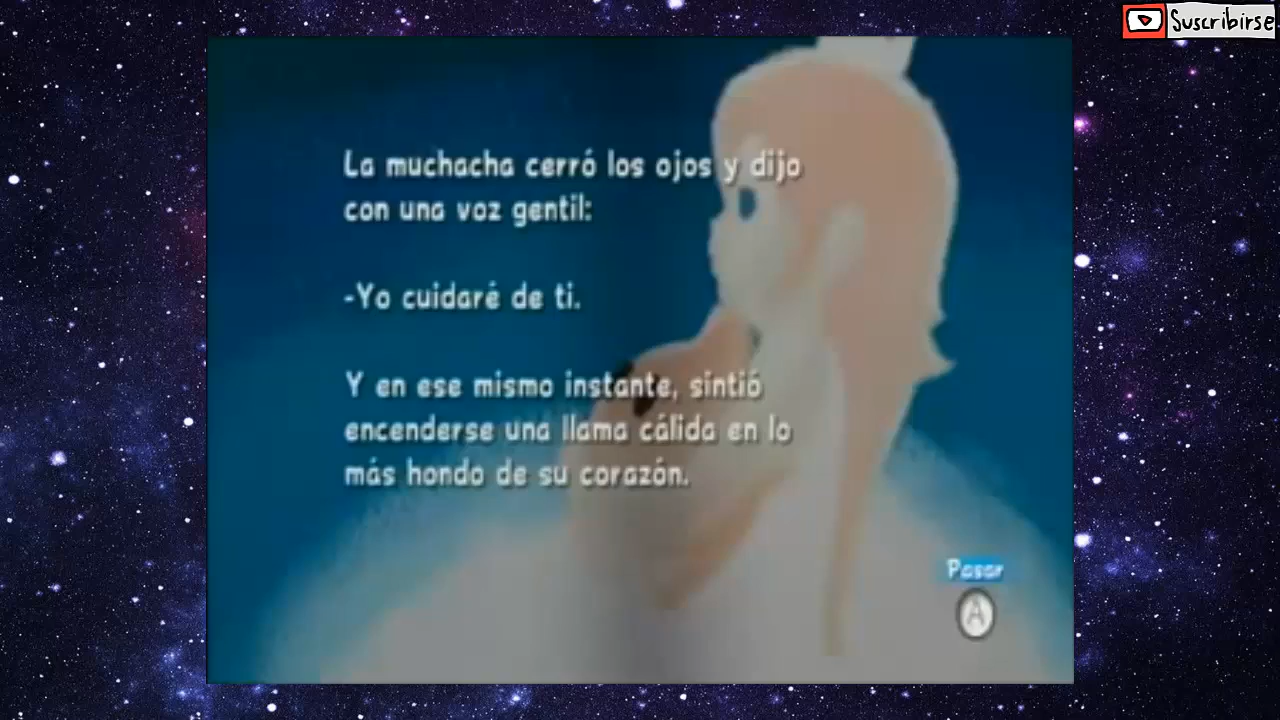 Suscribirse
La muchacha cerró los ojos y dijo
con una voz gentil:
-Yo cuidaré de ti.
Y en ese mismo instante, sintió
encenderse una llama cálida en lo
más hondo de su corazón.
Pasar
A